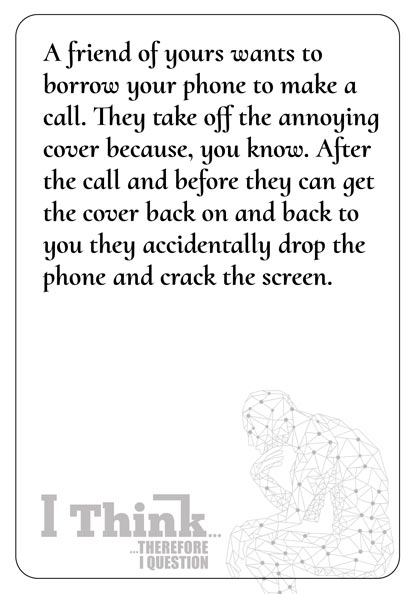 A friend of yours wants to
borrow your phone to make a
call. They take off the annoying
cover because, you know. After
the call and before they can get
the cover back on and back to
you they accidentally drop the
phone and crack the screen.
I Think...
...THEREFORE
I QUESTION